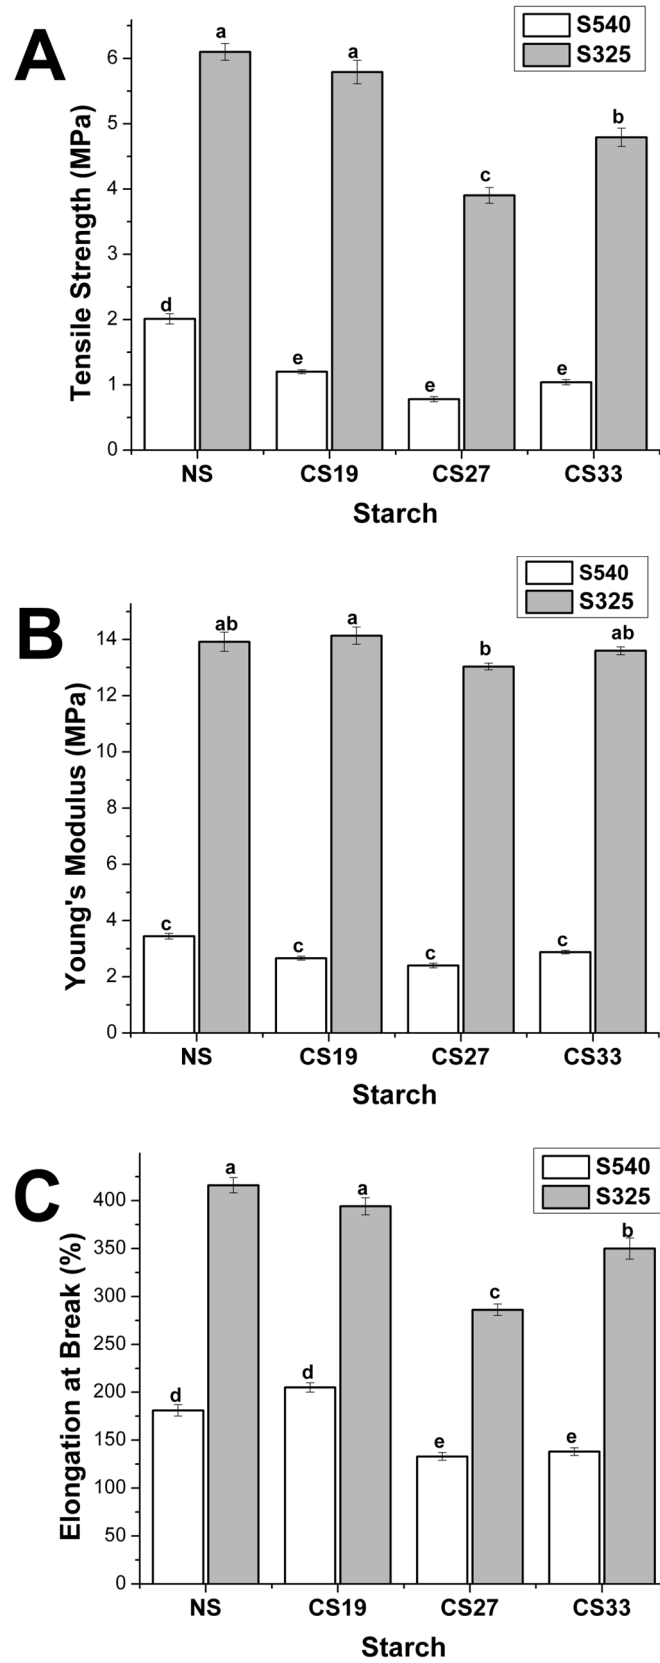 A
S540
S325
Tensile Strength (MPa)
6
5
4
3
2
1
0
a
a
b
c
d
e
e
e
NS CS19 CS27 CS33
Starch
B
S540
S325
Young's Modulus (MPa)
14
12
10
8
6
4
2
0
ab
a
b
ab
c
c
c
c
NS CS19 CS27 CS33
Starch
C
S540
S325
Elongation at Break (%)
400
350
300
250
200
150
100
50
0
a
a
b
c
d
d
e
e
NS CS19 CS27 CS33
Starch